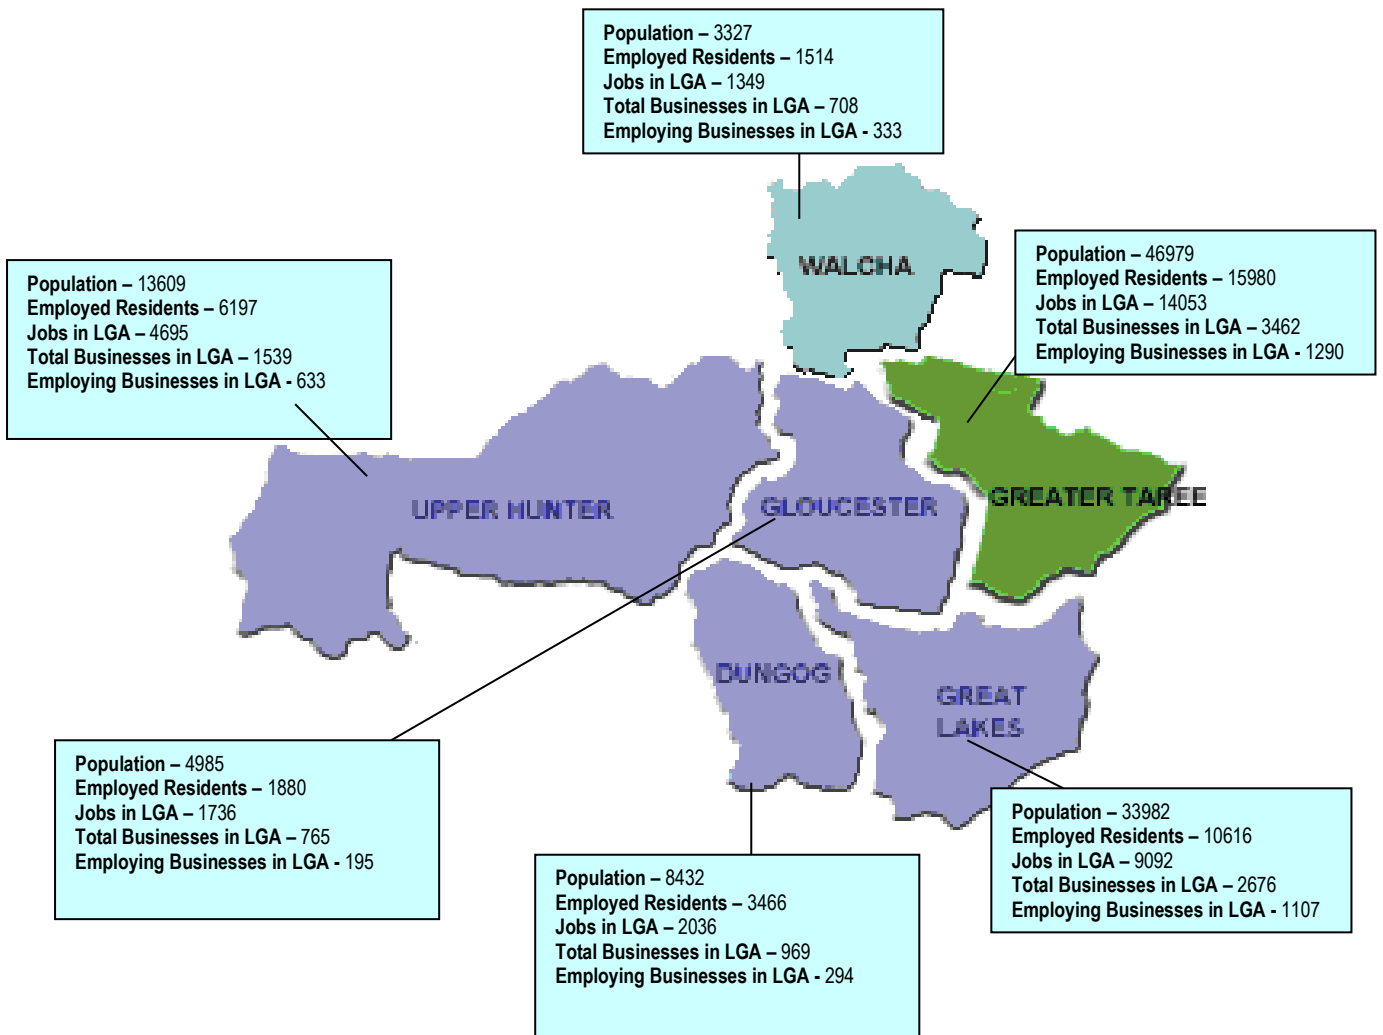 Population – 3327
Employed Residents – 1514
Jobs in LGA – 1349
Total Businesses in LGA – 708
Employing Businesses in LGA - 333
WALCHA
Population – 46979
Employed Residents – 15980
Jobs in LGA – 14053
Total Businesses in LGA – 3462
Employing Businesses in LGA - 1290
Population – 13609
Employed Residents – 6197
Jobs in LGA – 4695
Total Businesses in LGA – 1539
Employing Businesses in LGA - 633
UPPER HUNTER
GLOUCESTER
GREATER TAREE
DUNGOG
GREAT
LAKES
Population – 4985
Employed Residents – 1880
Jobs in LGA – 1736
Total Businesses in LGA – 765
Employing Businesses in LGA - 195
Population – 8432
Employed Residents – 3466
Jobs in LGA – 2036
Total Businesses in LGA – 969
Employing Businesses in LGA - 294
Population – 33982
Employed Residents – 10616
Jobs in LGA – 9092
Total Businesses in LGA – 2676
Employing Businesses in LGA - 1107